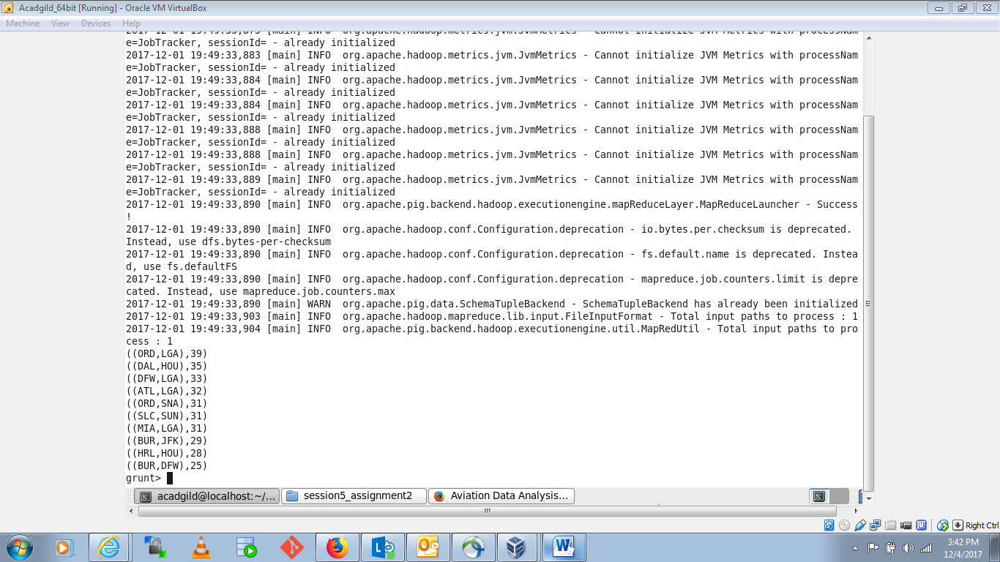 Acadgild_64bit [Running] - Oracle VM VirtualBox
Machine View Devices Help
2017-12-01 19:49:33,875 [main] INFO  org.apache.hadoop.metrics.jvm.JvmMetrics - Cannot initialize JVM Metrics with processNam
e=JobTracker, sessionId= - already initialized
2017-12-01 19:49:33,883 [main] INFO  org.apache.hadoop.metrics.jvm.JvmMetrics - Cannot initialize JVM Metrics with processNam
e=JobTracker, sessionId= - already initialized
2017-12-01 19:49:33,884 [main] INFO  org.apache.hadoop.metrics.jvm.JvmMetrics - Cannot initialize JVM Metrics with processNam
e=JobTracker, sessionId= - already initialized
2017-12-01 19:49:33,884 [main] INFO  org.apache.hadoop.metrics.jvm.JvmMetrics - Cannot initialize JVM Metrics with processNam
e=JobTracker, sessionId= - already initialized
2017-12-01 19:49:33,888 [main] INFO  org.apache.hadoop.metrics.jvm.JvmMetrics - Cannot initialize JVM Metrics with processNam
e=JobTracker, sessionId= - already initialized
2017-12-01 19:49:33,888 [main] INFO  org.apache.hadoop.metrics.jvm.JvmMetrics - Cannot initialize JVM Metrics with processNam
e=JobTracker, sessionId= - already initialized
2017-12-01 19:49:33,889 [main] INFO  org.apache.hadoop.metrics.jvm.JvmMetrics - Cannot initialize JVM Metrics with processNam
e=JobTracker, sessionId= - already initialized
2017-12-01 19:49:33,890 [main] INFO  org.apache.pig.backend.hadoop.executionengine.mapReduceLayer.MapReduceLauncher - Success
!
2017-12-01 19:49:33,890 [main] INFO  org.apache.hadoop.conf.Configuration.deprecation - io.bytes.per.checksum is deprecated.
Instead, use dfs.bytes-per-checksum
2017-12-01 19:49:33,890 [main] INFO  org.apache.hadoop.conf.Configuration.deprecation - fs.default.name is deprecated. Instea
d, use fs.defaultFS
2017-12-01 19:49:33,890 [main] INFO  org.apache.hadoop.conf.Configuration.deprecation - mapreduce.job.counters.limit is depre
cated. Instead, use mapreduce.job.counters.max
2017-12-01 19:49:33,890 [main] WARN  org.apache.pig.data.SchemaTupleBackend - SchemaTupleBackend has already been initialized
2017-12-01 19:49:33,903 [main] INFO  org.apache.hadoop.mapreduce.lib.input.FileInputFormat - Total input paths to process : 1
2017-12-01 19:49:33,904 [main] INFO  org.apache.pig.backend.hadoop.executionengine.util.MapRedUtil - Total input paths to pro
cess : 1
((ORD,LGA),39)
((DAL,HOU),35)
((DFW,LGA),33)
((ATL,LGA),32)
((ORD,SNA),31)
((SLC,SUN),31)
((MIA,LGA),31)
((BUR,JFK),29)
((HRL,HOU),28)
((BUR,DFW),25)
grunt>
acadgild@localhost:~/... session5_assignment2 Aviation Data Analysis...
Right Ctrl
3:42 PM
12/4/2017